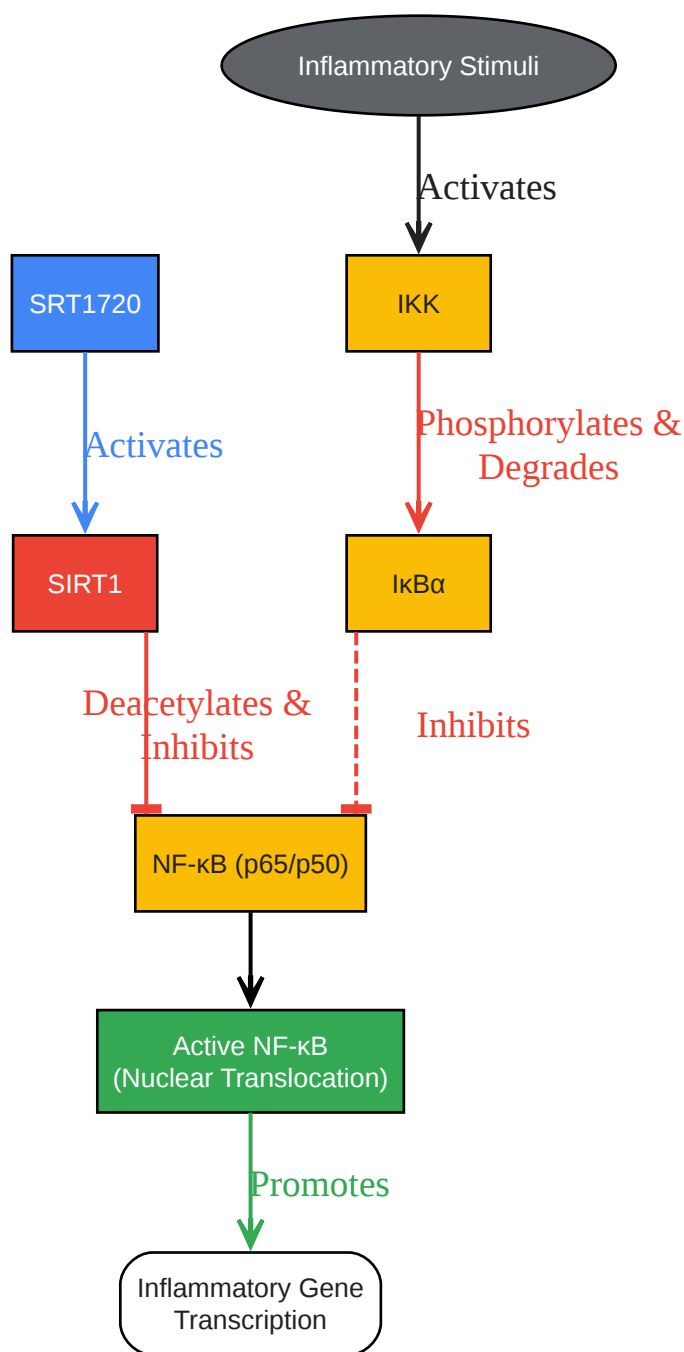 Inflammatory Stimuli
Activates
SRT1720
IKK
Activates
Phosphorylates &
Degrades
SIRT1
IκBα
Deacetylates &
Inhibits
Inhibits
NF-κB (p65/p50)
Active NF-κB
(Nuclear Translocation)
Promotes
Inflammatory Gene
Transcription